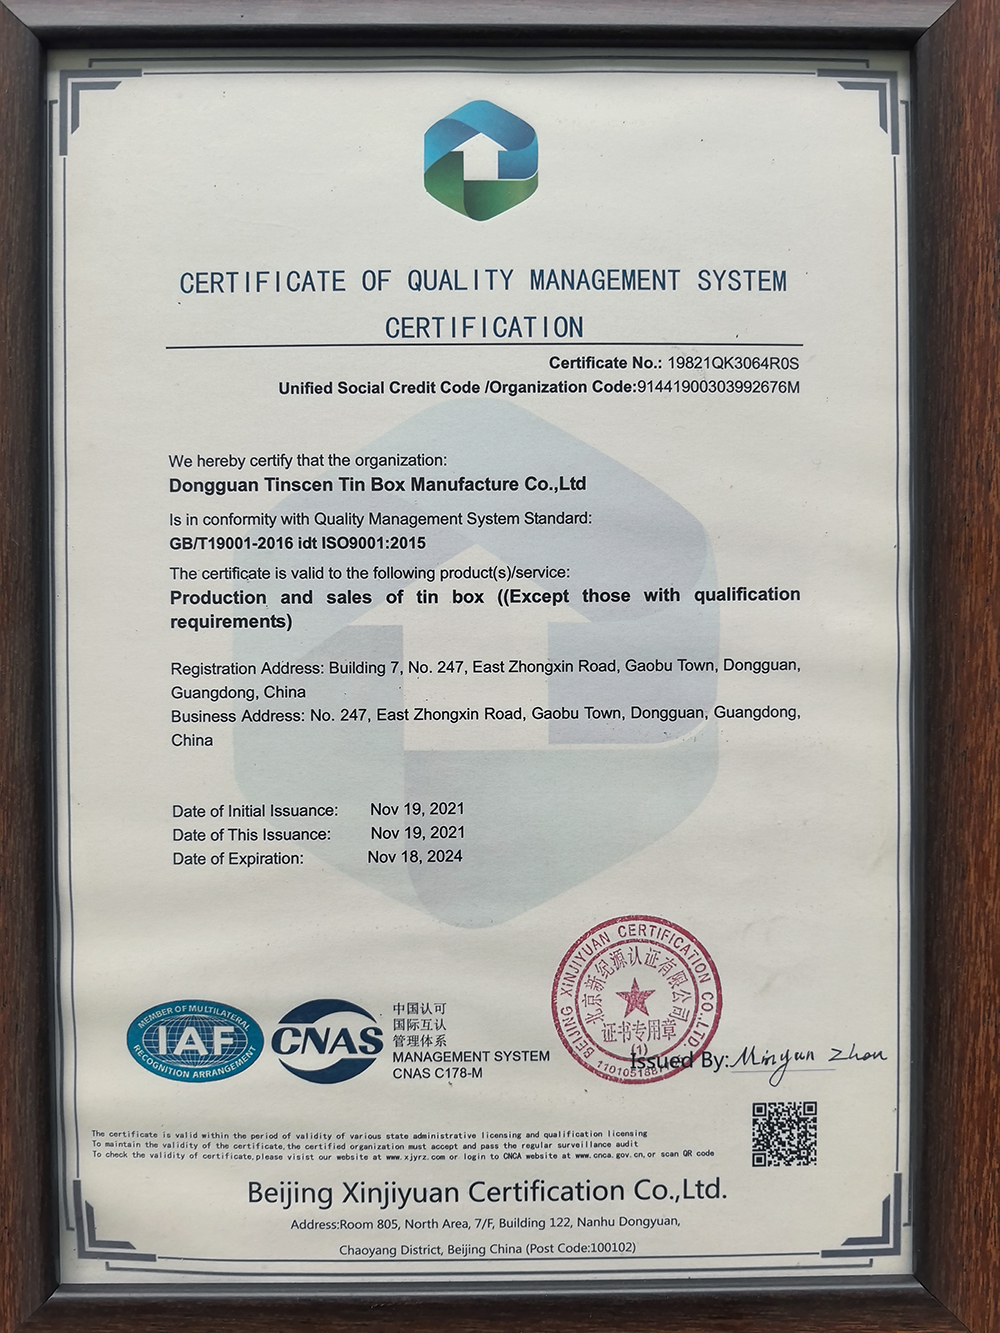 CERTIFICATE OF QUALITY MANAGEMENT SYSTEM
CERTIFICATION
Certificate No.: 19821QK3064R0S
Unified Social Credit Code /Organization Code:91441900303992676M
We hereby certify that the organization:
Dongguan Tinscen Tin Box Manufacture Co.,Ltd
Is in conformity with Quality Management System Standard:
GB/T19001-2016 idt ISO9001:2015
The certificate is valid to the following product(s)/service:
Production and sales of tin box ((Except those with qualification
requirements)
Registration Address: Building 7, No. 247, East Zhongxin Road, Gaobu Town, Dongguan,
Guangdong, China
Business Address: No. 247, East Zhongxin Road, Gaobu Town, Dongguan, Guangdong,
China
Date of Initial Issuance: Nov 19, 2021
Date of This Issuance: Nov 19, 2021
Date of Expiration: Nov 18, 2024
BEIJING XINJIYUAN CERTIFICATION CO.,LTD.
北京新纪源认证有限公司
证书专用章
(1)
MEMBER OF MULTILATERAL
IAF
RECOGNITION ARRANGEMENT
CNAS
中国认可
国际互认
管理体系
MANAGEMENT SYSTEM
CNAS C178-M
Issued By: Minyun Zhou
The certificate is valid within the period of validity of various state administrative licensing and qualification licensing
To maintain the validity of the certificate,the certified organization must accept and pass the regular surveillance audit
To check the validity of certificate,please visist our website at www.xjyrz.com or login to CNCA website at www.cnca.gov.cn,or scan QR code
Beijing Xinjiyuan Certification Co.,Ltd.
Address:Room 805, North Area, 7/F, Building 122, Nanhu Dongyuan,
Chaoyang District, Beijing China (Post Code:100102)